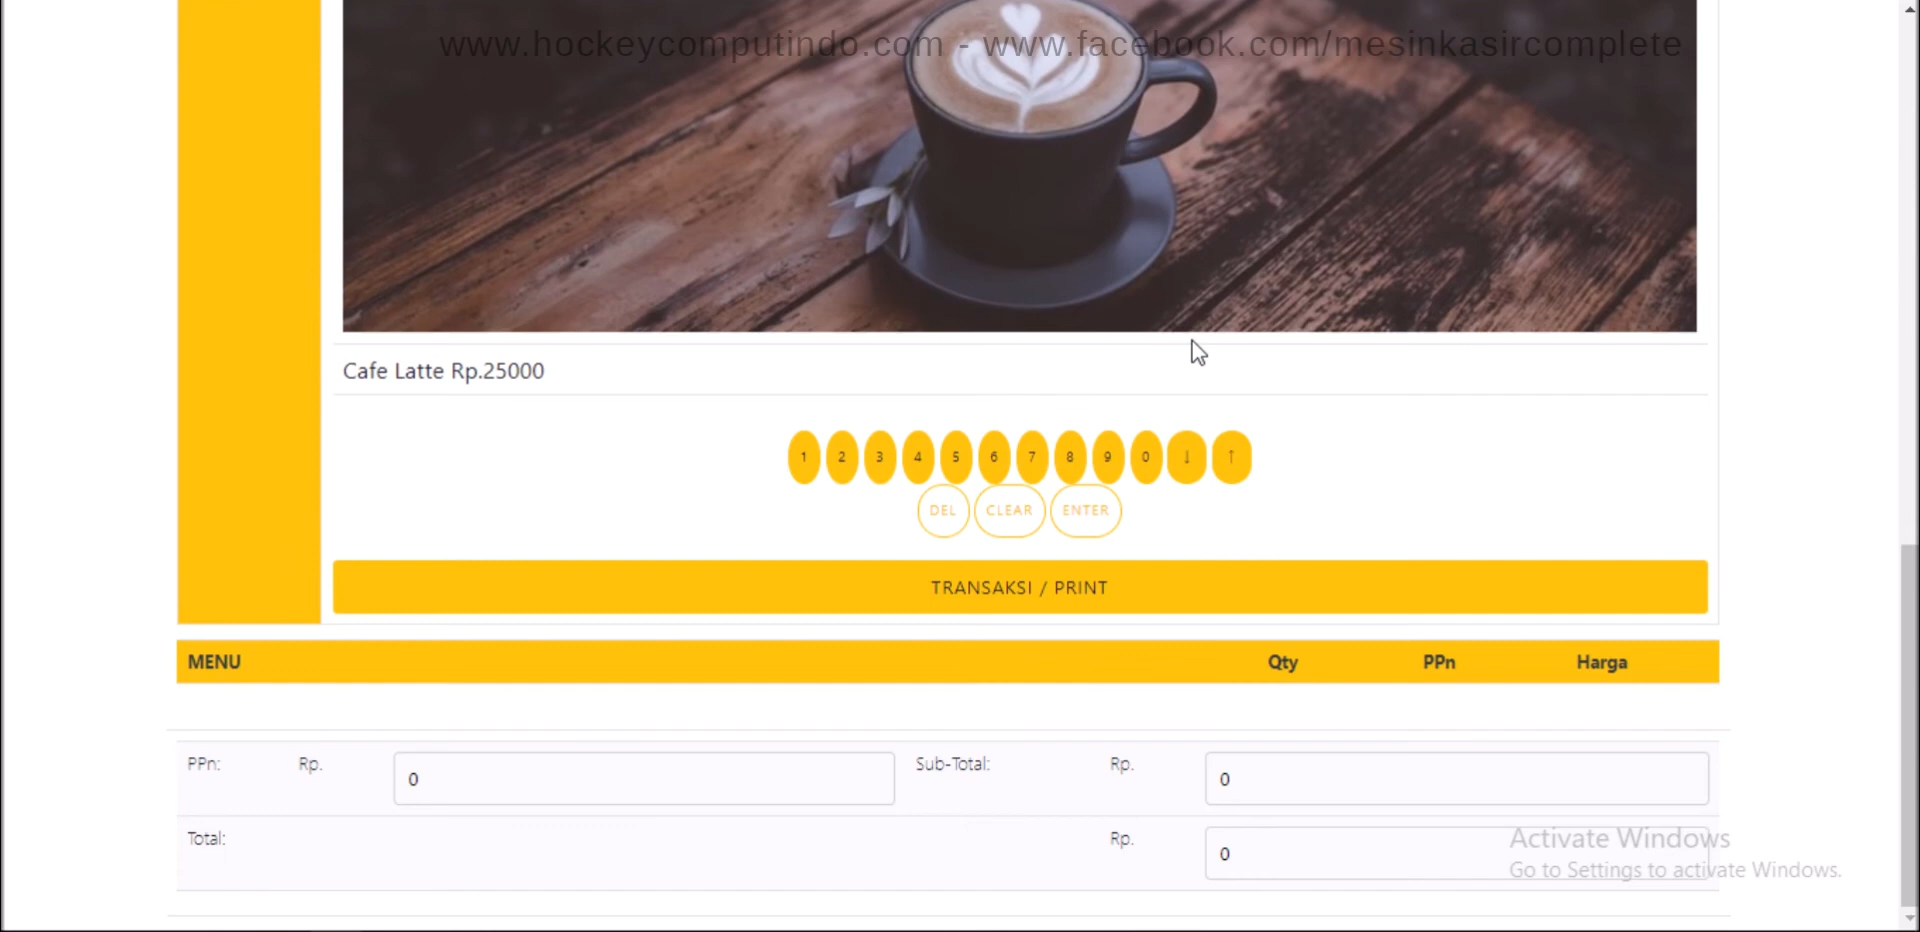 www.hockeycomputindo.com - www.facebook.com/mesinkasircomplete
Cafe Latte Rp.25000
1 2 3 4 5 6 7 8 9 0 ↓ ↑
DEL CLEAR ENTER
TRANSAKSI / PRINT
MENU Qty PPn Harga
PPn: Rp. 0 Sub-Total: Rp. 0
Total: Rp. 0
Activate Windows
Go to Settings to activate Windows.